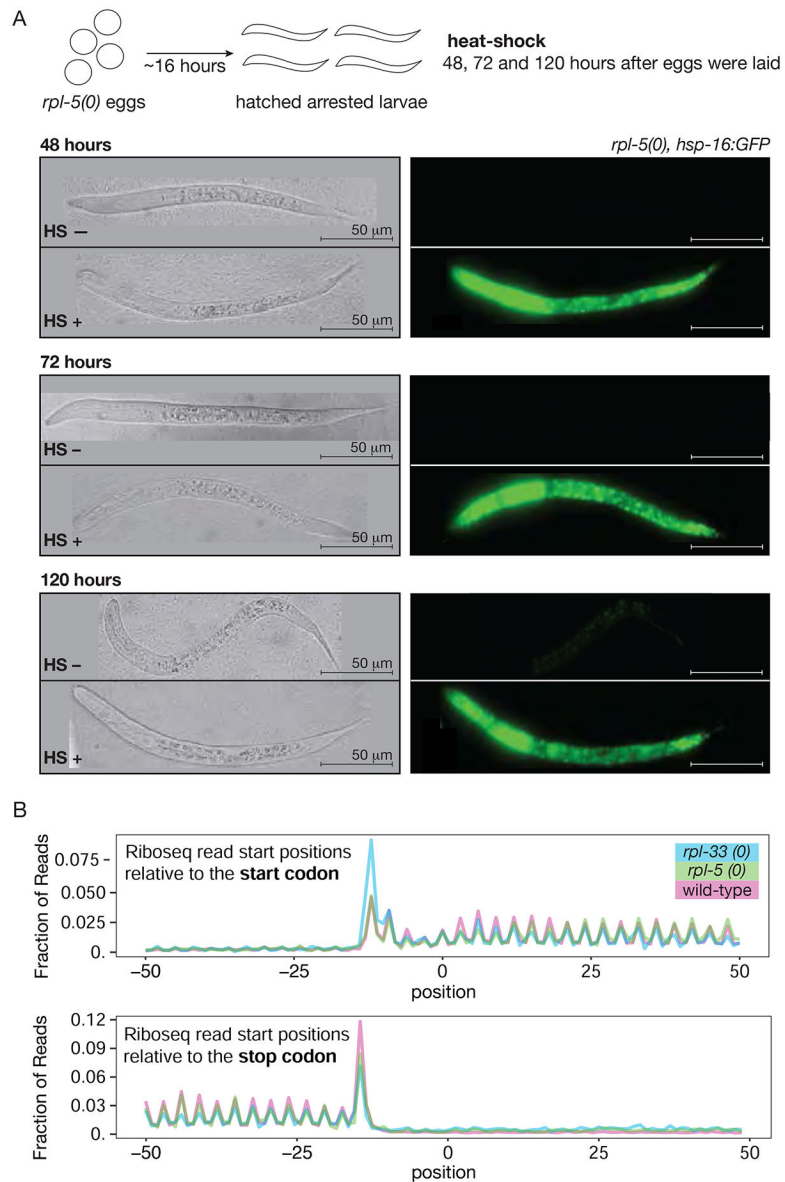 A
~16 hours
rpl-5(0) eggs
hatched arrested larvae
heat-shock
48, 72 and 120 hours after eggs were laid
48 hours
rpl-5(0), hsp-16:GFP
HS –
50 μm
HS +
50 μm
72 hours
HS –
50 μm
HS +
50 μm
120 hours
HS –
50 μm
HS +
50 μm
B
Fraction of Reads
0.075
0.050
0.025
0.
Riboseq read start positions
relative to the start codon
rpl-33 (0)
rpl-5 (0)
wild-type
−50
−25
0
25
50
position
Fraction of Reads
0.12
0.09
0.06
0.03
0.
Riboseq read start positions
relative to the stop codon
−50
−25
0
25
50
position